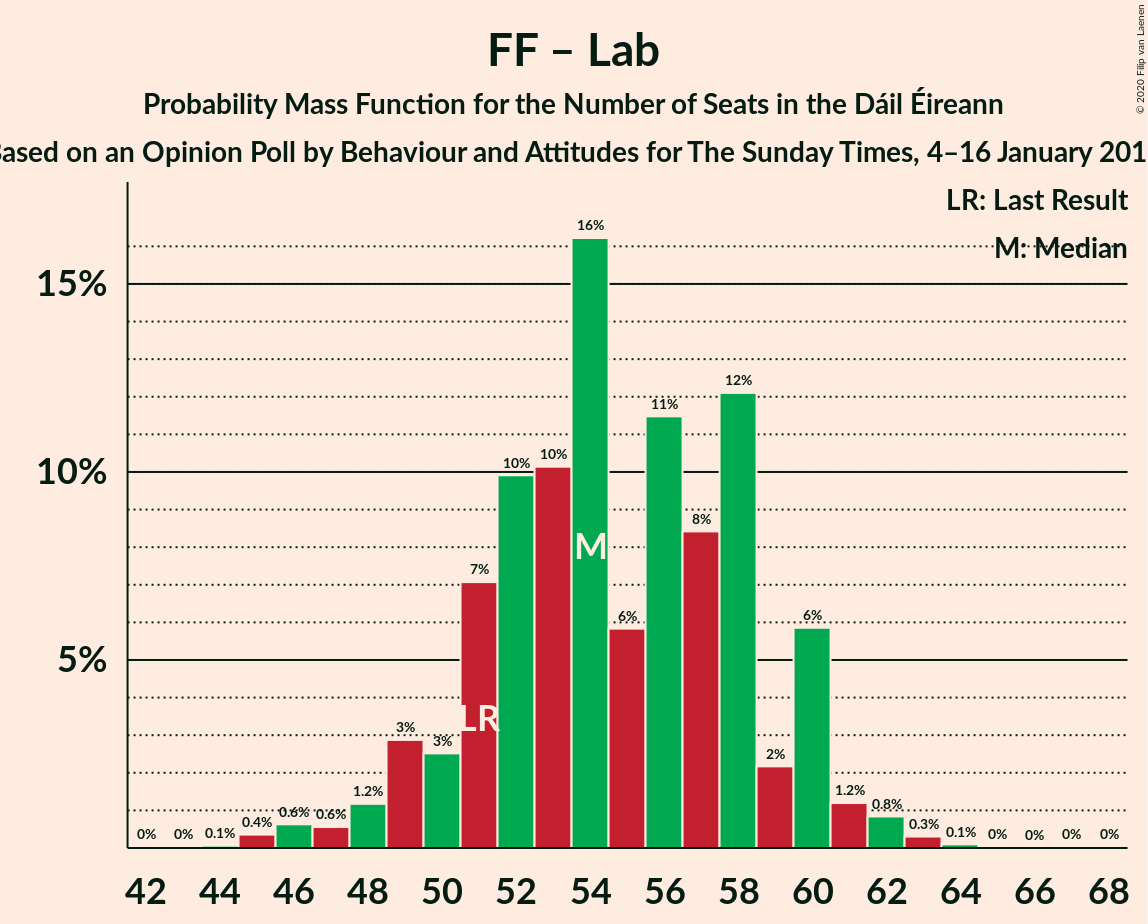 FF – Lab
Probability Mass Function for the Number of Seats in the Dáil Éireann
Based on an Opinion Poll by Behaviour and Attitudes for The Sunday Times, 4–16 January 201
© 2020 Filip van Laenen
LR: Last Result
M: Median
15%
10%
5%
0% 0% 0.1% 0.4% 0.6% 0.6% 1.2% 3% 3% 7% 10% 10% 16% 6% 11% 8% 12% 2% 6% 1.2% 0.8% 0.3% 0.1% 0% 0% 0% 0%
M
LR
42 44 46 48 50 52 54 56 58 60 62 64 66 68